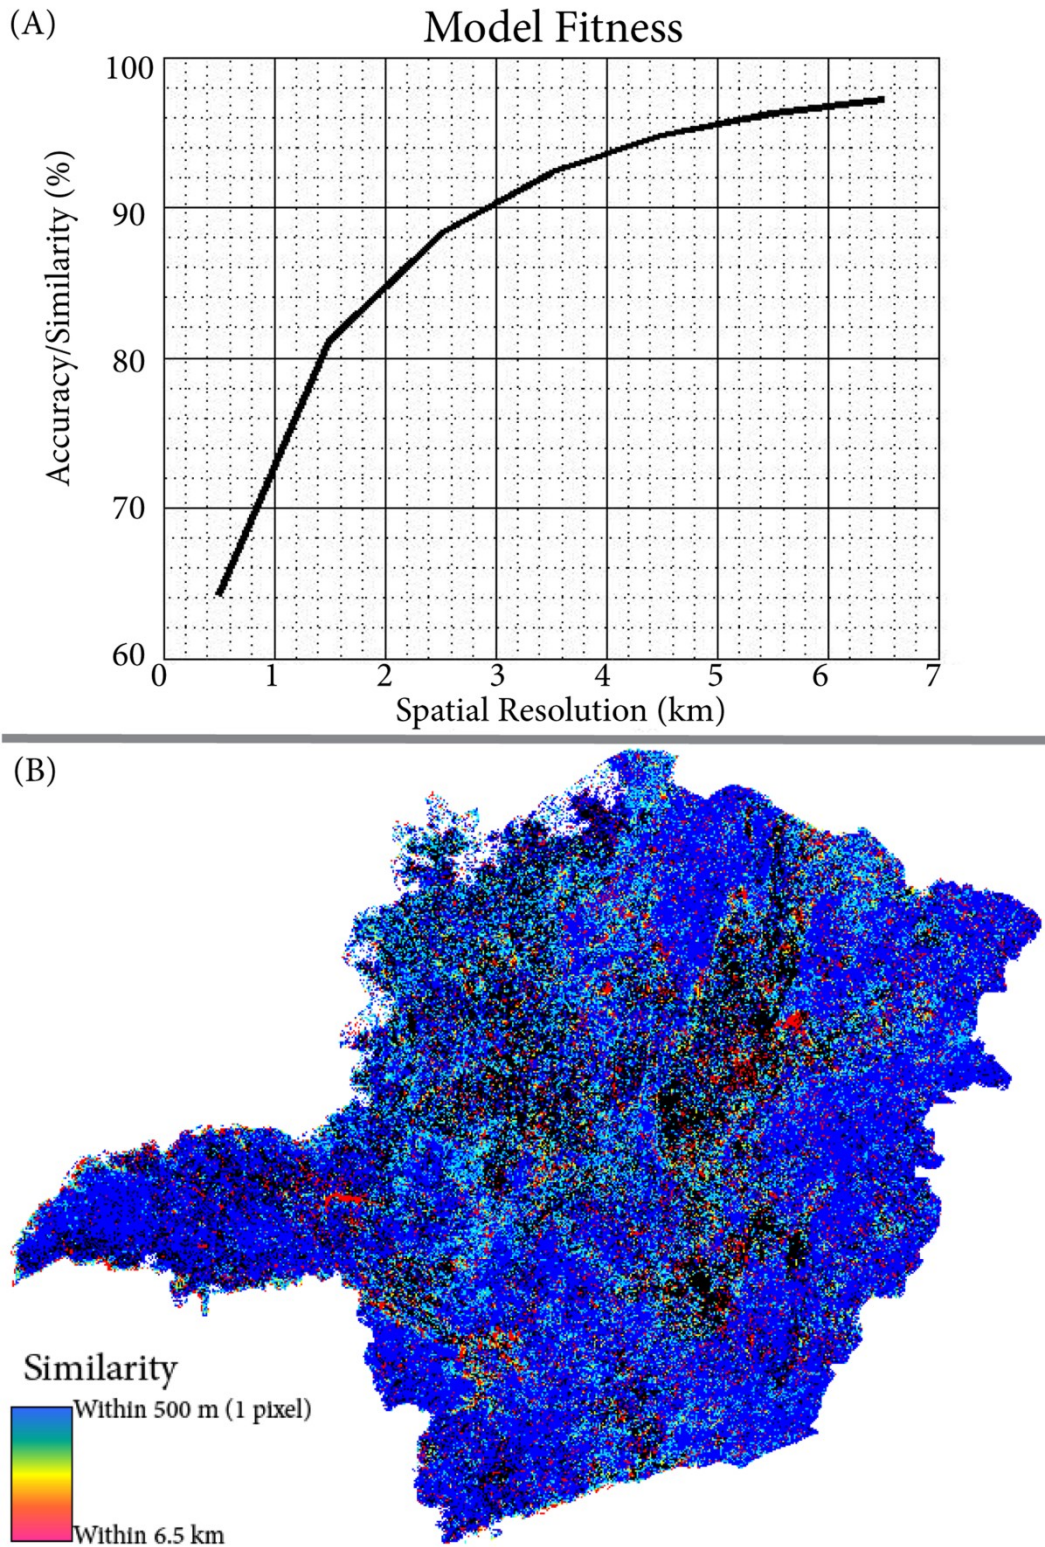 (A)
Model Fitness
Accuracy/Similarity (%)
100
90
80
70
60
0 1 2 3 4 5 6 7
Spatial Resolution (km)
(B)
Similarity
Within 500 m (1 pixel)
Within 6.5 km